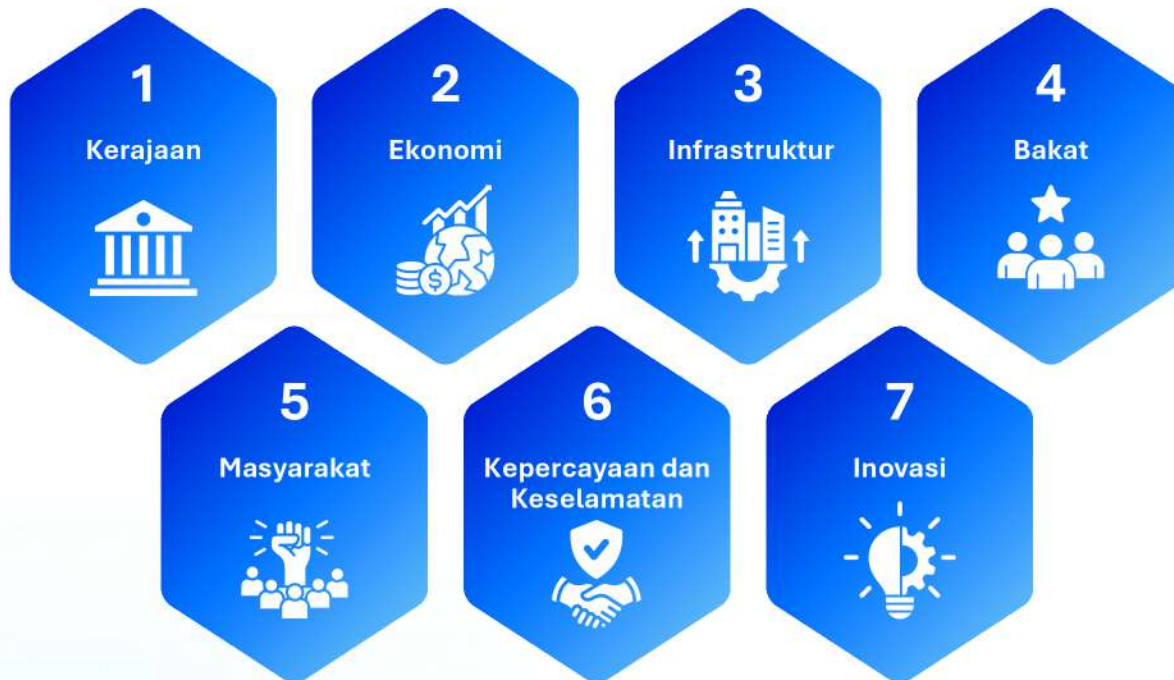 1
Kerajaan
2
Ekonomi
$
3
Infrastruktur
4
Bakat
5
Masyarakat
6
Kepercayaan dan
Keselamatan
7
Inovasi